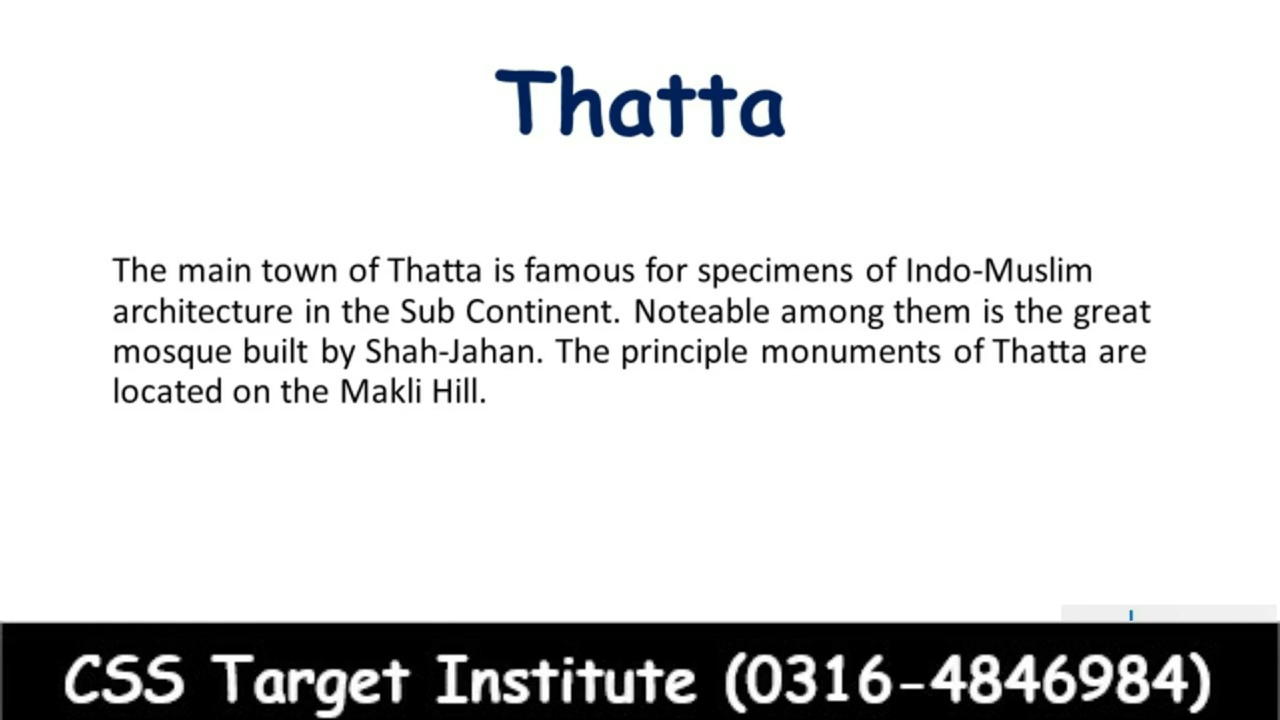 Thatta
The main town of Thatta is famous for specimens of Indo-Muslim
architecture in the Sub Continent. Noteable among them is the great
mosque built by Shah-Jahan. The principle monuments of Thatta are
located on the Makli Hill.
CSS Target Institute (0316-4846984)